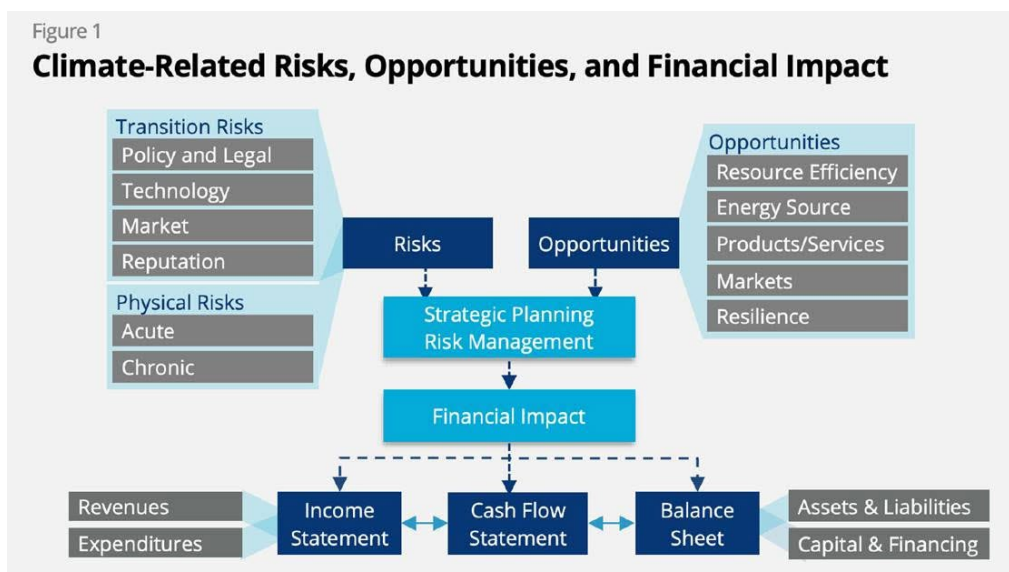 Figure 1
Climate-Related Risks, Opportunities, and Financial Impact
Transition Risks
Policy and Legal
Technology
Market
Reputation
Physical Risks
Acute
Chronic
Risks
Opportunities
Opportunities
Resource Efficiency
Energy Source
Products/Services
Markets
Resilience
Strategic Planning
Risk Management
Financial Impact
Revenues
Expenditures
Income
Statement
Cash Flow
Statement
Balance
Sheet
Assets & Liabilities
Capital & Financing